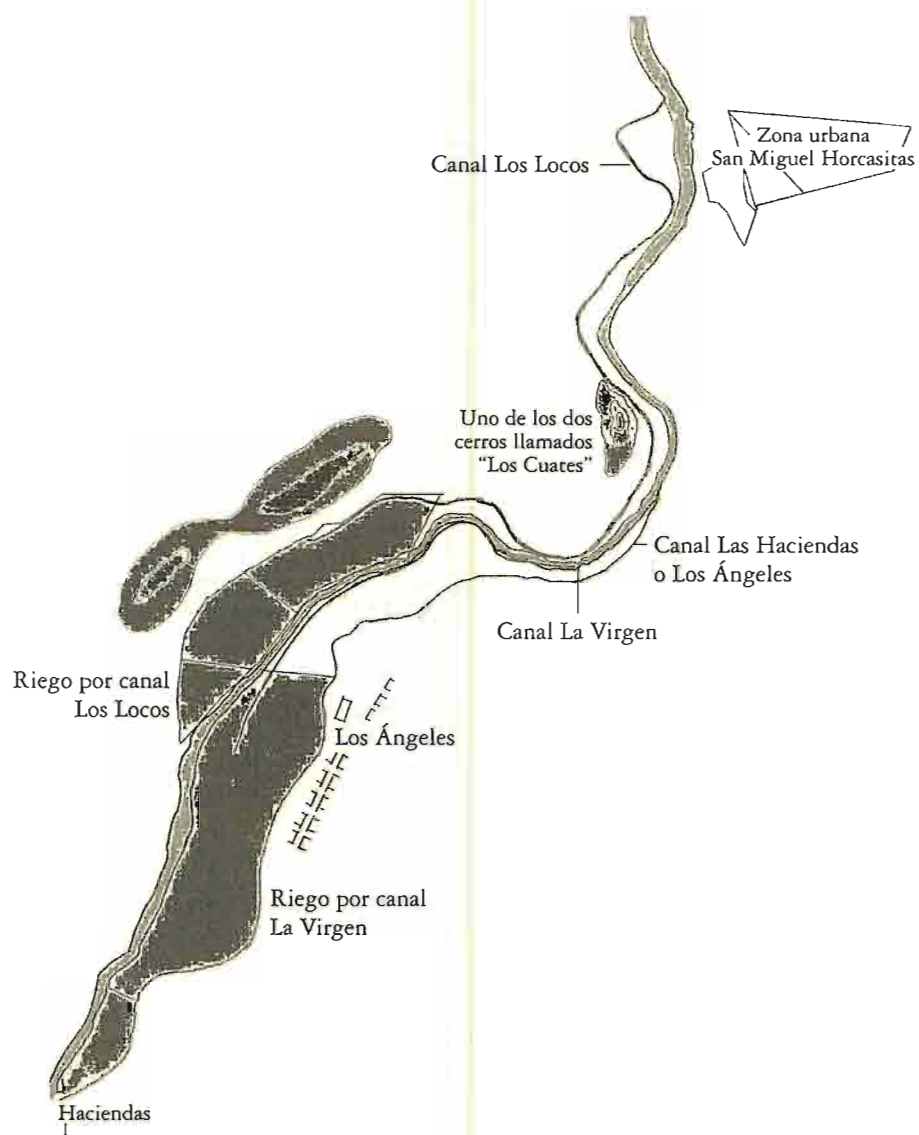 Zona urbana
San Miguel Horcasitas
Canal Los Locos
Uno de los dos
cerros llamados
“Los Cuates”
Canal Las Haciendas
o Los Ángeles
Canal La Virgen
Riego por canal
Los Locos
Los Ángeles
Riego por canal
La Virgen
Haciendas